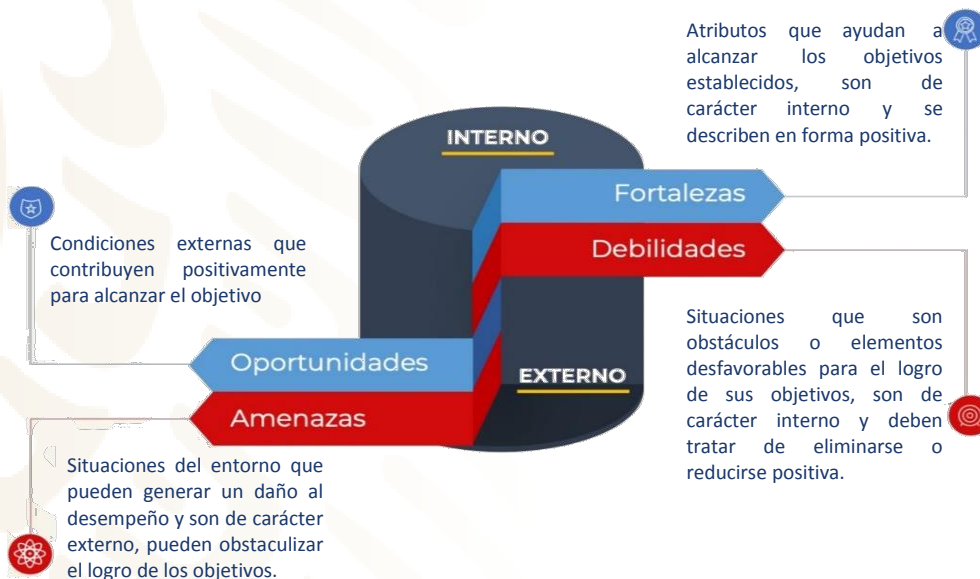 Atributos que ayudan a
alcanzar los objetivos
establecidos, son de
carácter interno y se
describen en forma positiva.
INTERNO
Fortalezas
Debilidades
Condiciones externas que
contribuyen positivamente
para alcanzar el objetivo
Situaciones que son
obstáculos o elementos
desfavorables para el logro
de sus objetivos, son de
carácter interno y deben
tratar de eliminarse o
reducirse positiva.
Oportunidades
EXTERNO
Amenazas
Situaciones del entorno que
pueden generar un daño al
desempeño y son de carácter
externo, pueden obstaculizar
el logro de los objetivos.